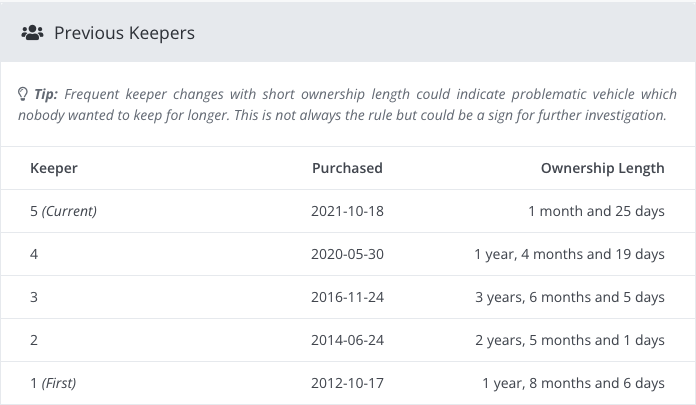 Previous Keepers
Tip: Frequent keeper changes with short ownership length could indicate problematic vehicle which
nobody wanted to keep for longer. This is not always the rule but could be a sign for further investigation.
Keeper Purchased Ownership Length
5 (Current) 2021-10-18 1 month and 25 days
4 2020-05-30 1 year, 4 months and 19 days
3 2016-11-24 3 years, 6 months and 5 days
2 2014-06-24 2 years, 5 months and 1 days
1 (First) 2012-10-17 1 year, 8 months and 6 days